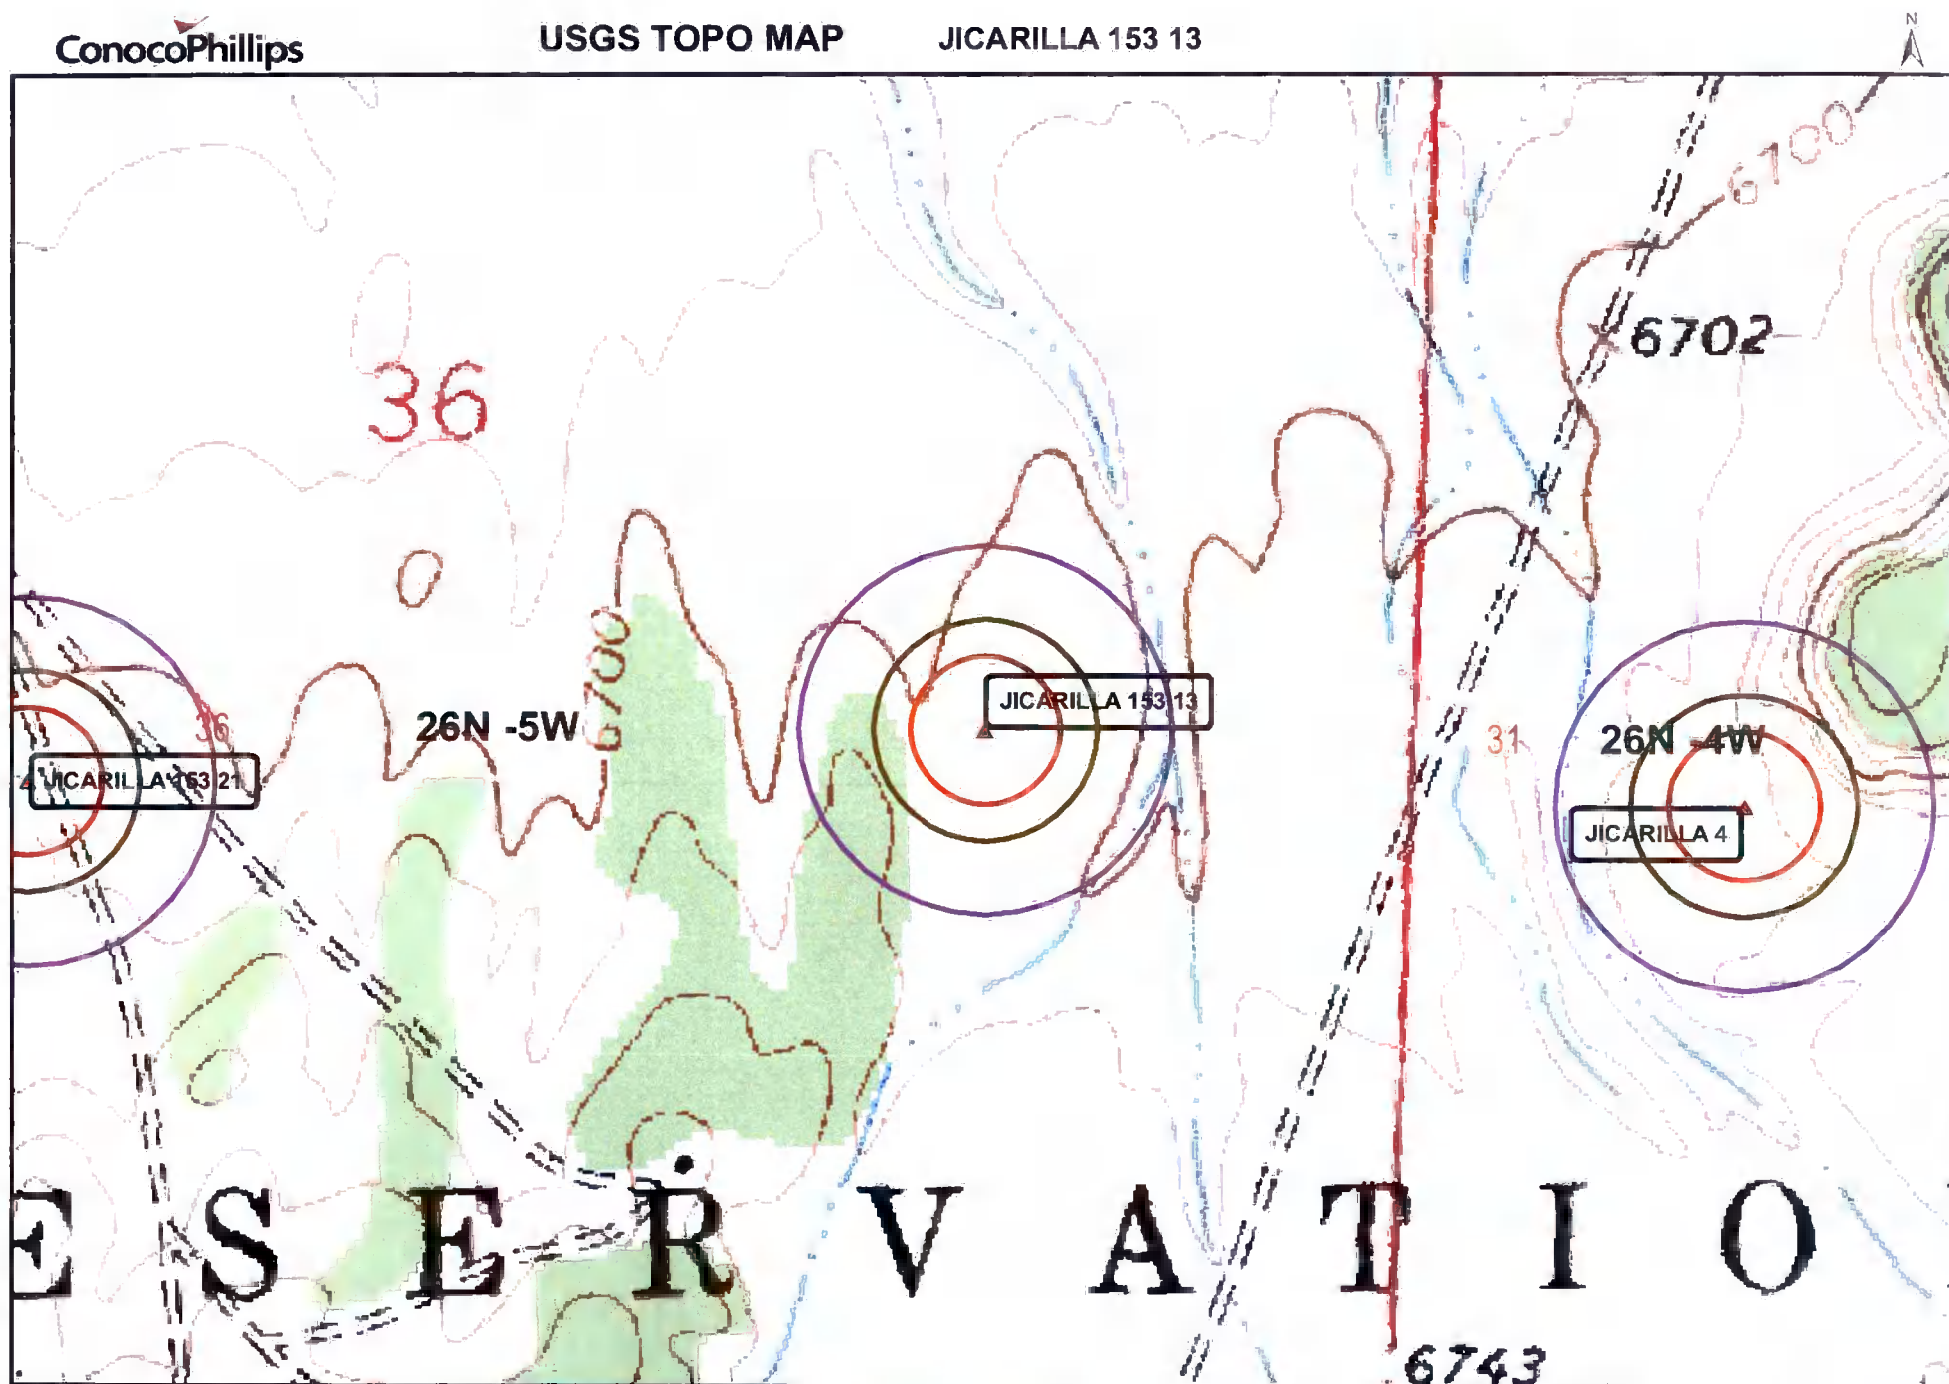 ConocoPhillips
USGS TOPO MAP
JICARILLA 153 13
N
6700
6702
36
6700
JICARILLA 153 13
36
26N -5W
31
26N -4W
JICARILLA 153 21
JICARILLA 4
E S E R V A T I O
6743